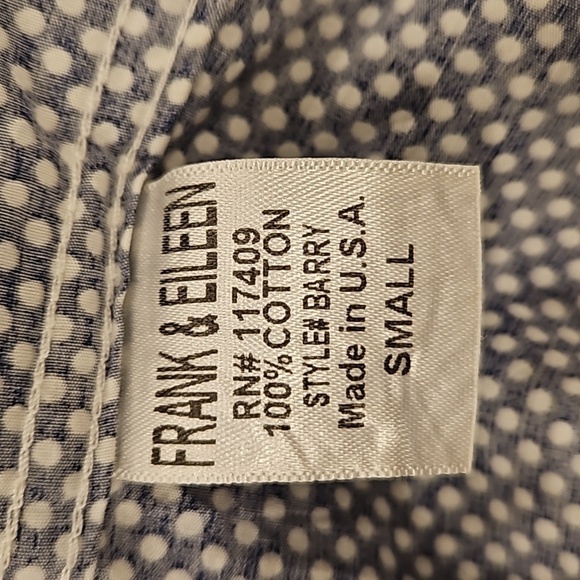 FRANK & EILEEN
RN# 117409
100% COTTON
STYLE# BARRY
Made in U.S.A.
SMALL